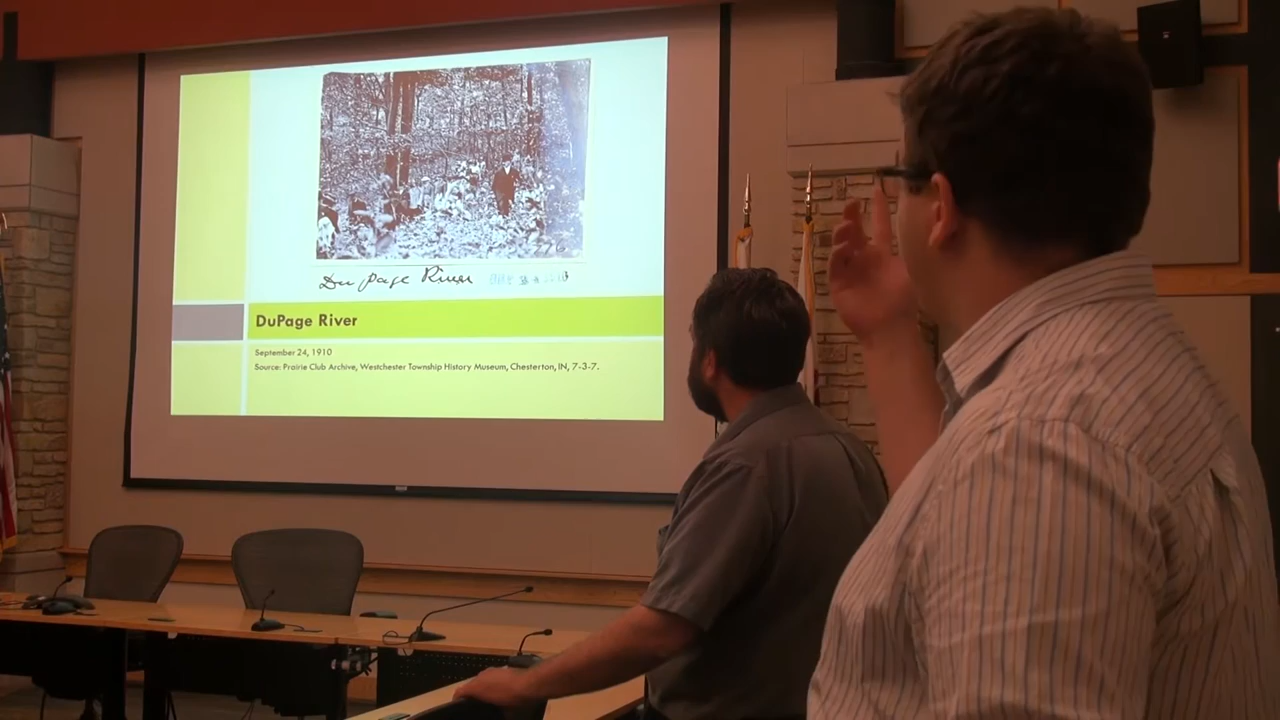 Du Page River
DuPage River
September 24, 1910
Source: Prairie Club Archive, Westchester Township History Museum, Chesterton, IN, 7-3-7.